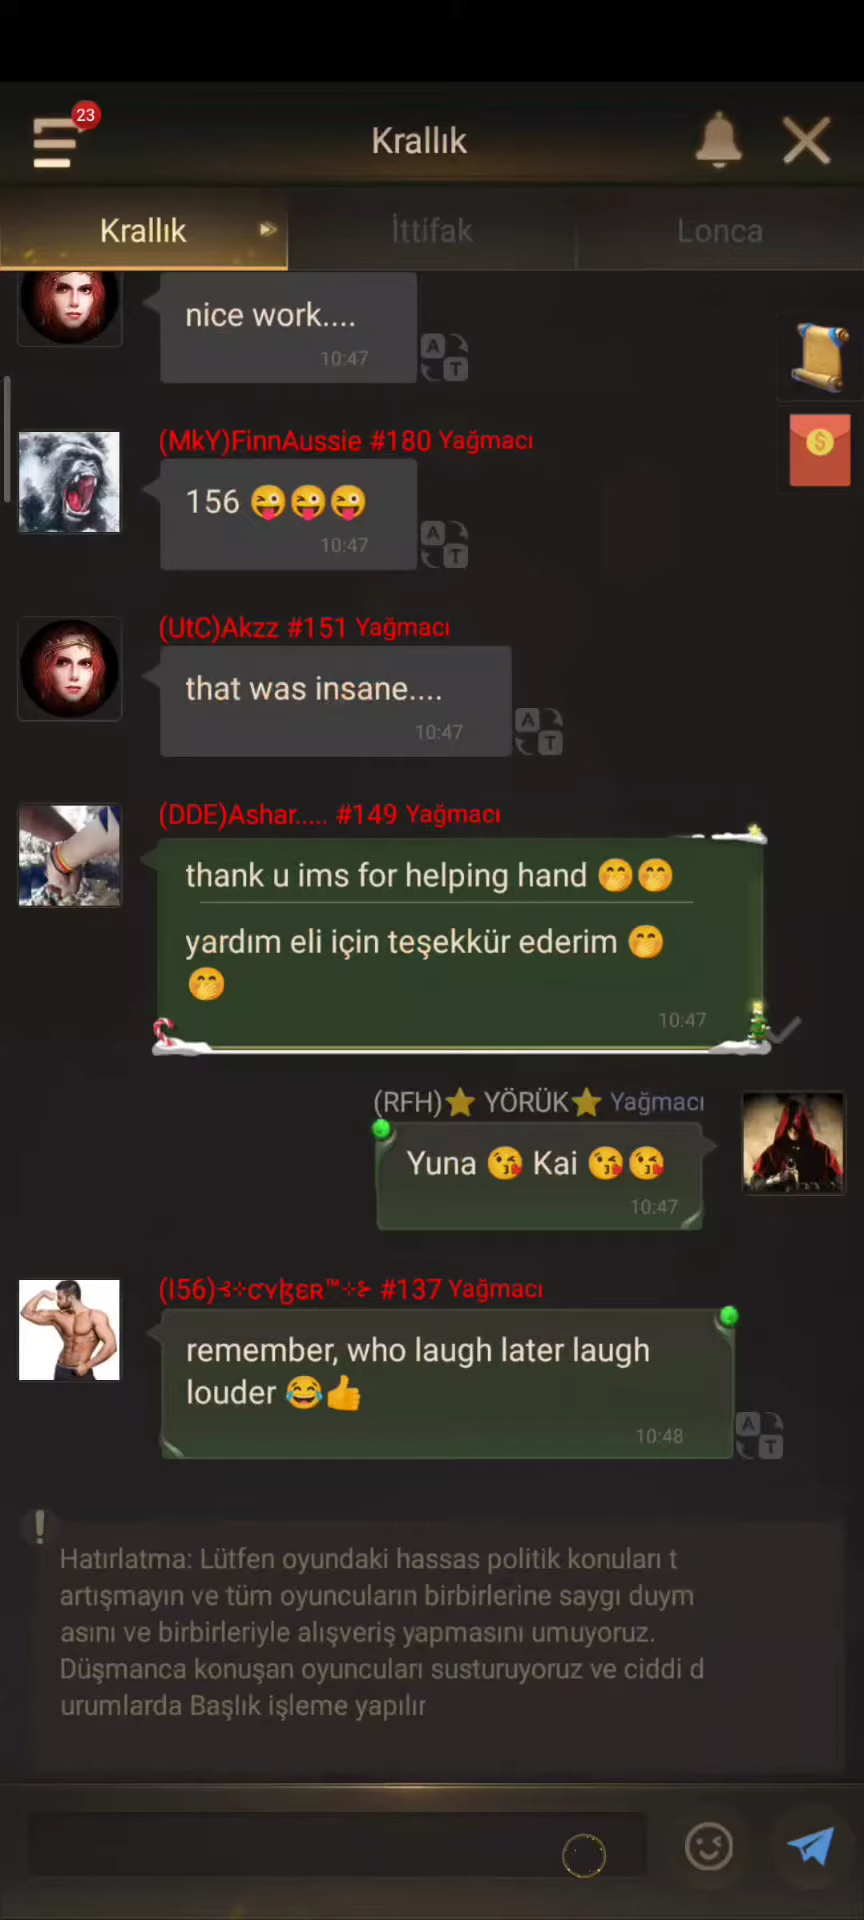 23
Krallık
Krallık
İttifak
Lonca
nice work....
10:47
A
T
(MkY)FinnAussie #180 Yağmacı
156 😜😜😜
10:47
A
T
(UtC)Akzz #151 Yağmacı
that was insane....
10:47
A
T
(DDE)Ashar..... #149 Yağmacı
thank u ims for helping hand 🤭🤭
yardım eli için teşekkür ederim 🤭
🤭
10:47
(RFH)⭐ YÖRÜK⭐ Yağmacı
Yuna 😘 Kai 😘😘
10:47
#137 Yağmacı
remember, who laugh later laugh
louder 😂👍
10:48
A
T
Hatırlatma: Lütfen oyundaki hassas politik konuları t
artışmayın ve tüm oyuncuların birbirlerine saygı duym
asını ve birbirleriyle alışveriş yapmasını umuyoruz.
Düşmanca konuşan oyuncuları susturuyoruz ve ciddi d
urumlarda Başlık işleme yapılır